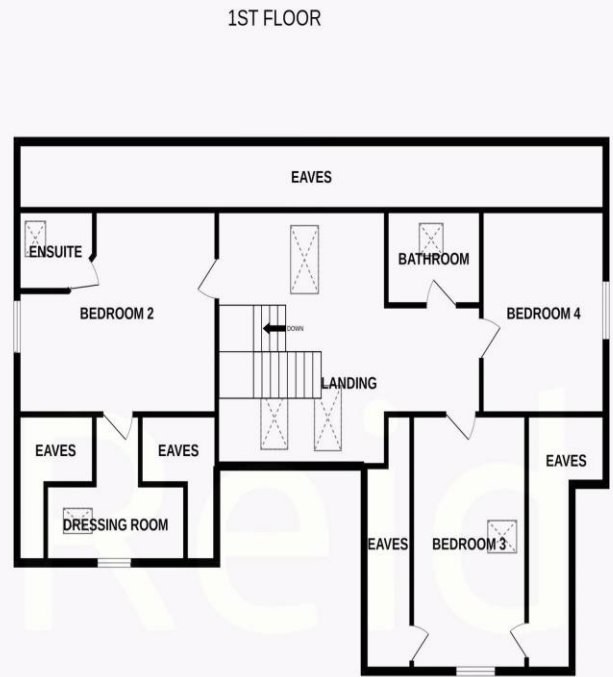 1ST FLOOR
EAVES
ENSUITE
BATHROOM
BEDROOM 2
BEDROOM 4
DOWN
LANDING
EAVES
EAVES
EAVES
DRESSING ROOM
EAVES
BEDROOM 3
Reid